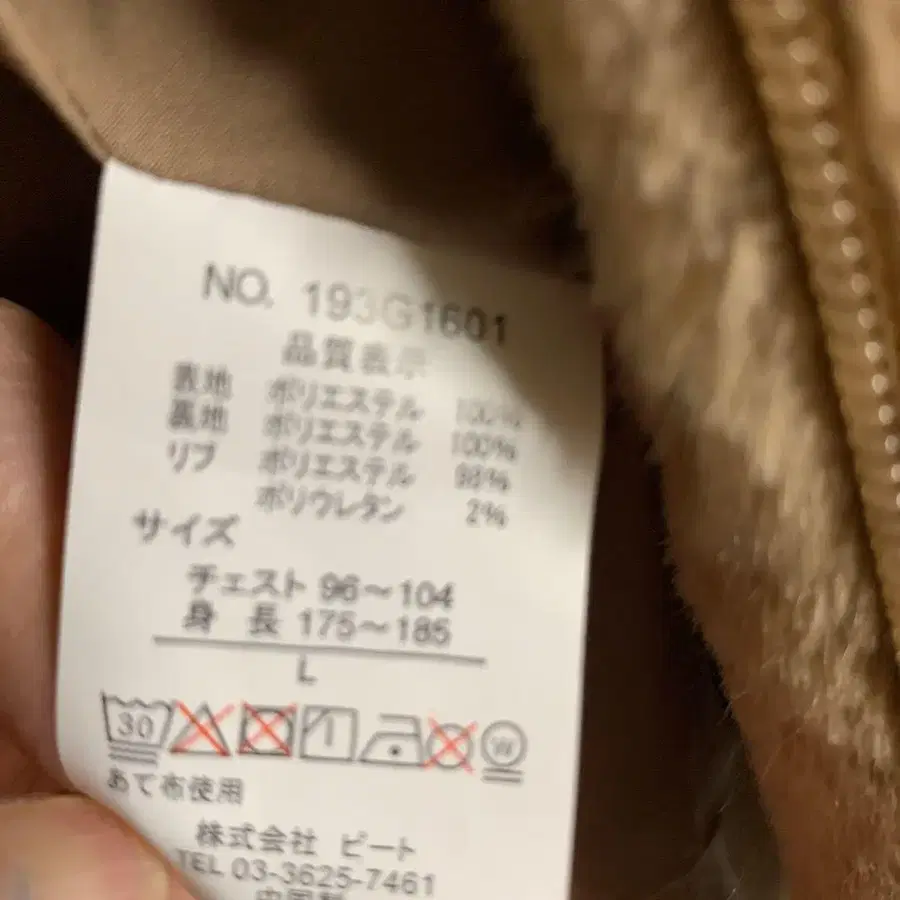 NO. 193G1601
品質表示
表地 ポリエステル 100%
裏地 ポリエステル 100%
リブ ポリエステル 98%
ポリウレタン 2%
サイズ
チェスト 96～104
身長 175～185
L
30 W
あて布使用
株式会社 ビート
TEL 03-3625-7461
中国製